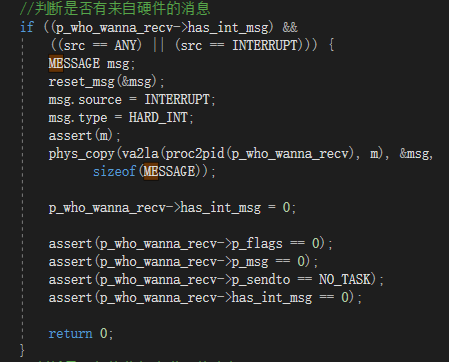 //判断是否有来自硬件的消息
if ((p_who_wanna_recv->has_int_msg) &&
((src == ANY) || (src == INTERRUPT))) {
MESSAGE msg;
reset_msg(&msg);
msg.source = INTERRUPT;
msg.type = HARD_INT;
assert(m);
phys_copy(va2la(proc2pid(p_who_wanna_recv), m), &msg,
sizeof(MESSAGE));
p_who_wanna_recv->has_int_msg = 0;
assert(p_who_wanna_recv->p_flags == 0);
assert(p_who_wanna_recv->p_msg == 0);
assert(p_who_wanna_recv->p_sendto == NO_TASK);
assert(p_who_wanna_recv->has_int_msg == 0);
return 0;
}